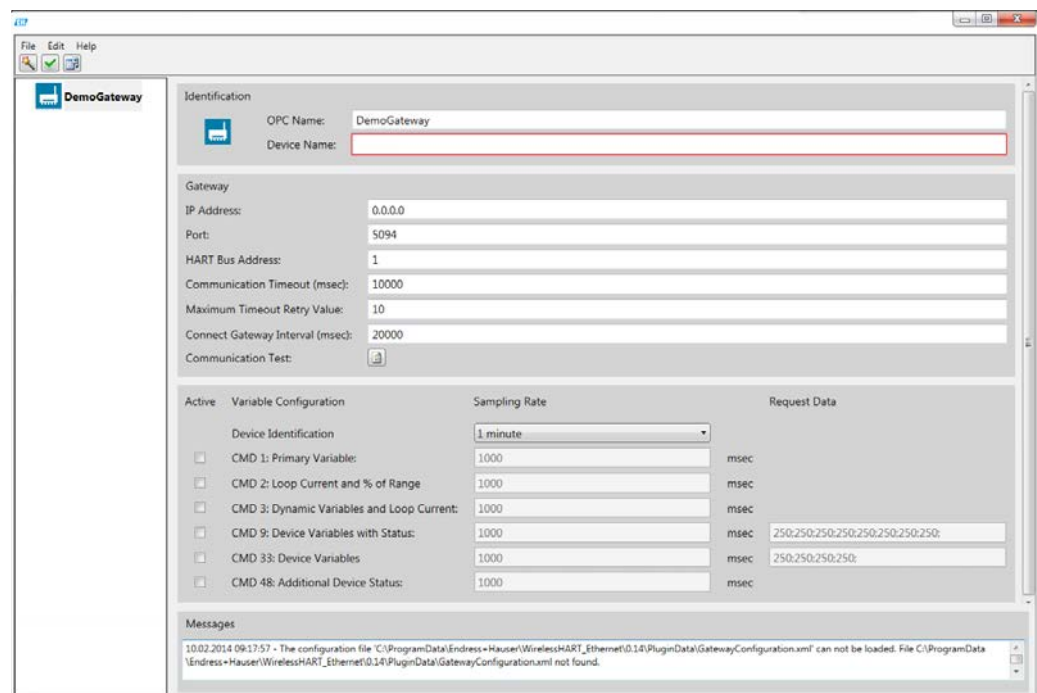 File Edit Help
DemoGateway
Identification
OPC Name: DemoGateway
Device Name:
Gateway
IP Address: 0.0.0.0
Port: 5094
HART Bus Address: 1
Communication Timeout (msec): 10000
Maximum Timeout Retry Value: 10
Connect Gateway Interval (msec): 20000
Communication Test:
Active Variable Configuration Sampling Rate Request Data
Device Identification 1 minute
CMD 1: Primary Variable: 1000 msec
CMD 2: Loop Current and % of Range 1000 msec
CMD 3: Dynamic Variables and Loop Current: 1000 msec
CMD 9: Device Variables with Status: 1000 msec 250;250;250;250;250;250;250;250;
CMD 33: Device Variables 1000 msec 250;250;250;250;
CMD 48: Additional Device Status: 1000 msec
Messages
10.02.2014 09:17:57 - The configuration file 'C:\ProgramData\Endress+Hauser\WirelessHART_Ethernet\0.14\PluginData\GatewayConfiguration.xml' can not be loaded. File C:\ProgramData
\Endress+Hauser\WirelessHART_Ethernet\0.14\PluginData\GatewayConfiguration.xml not found.